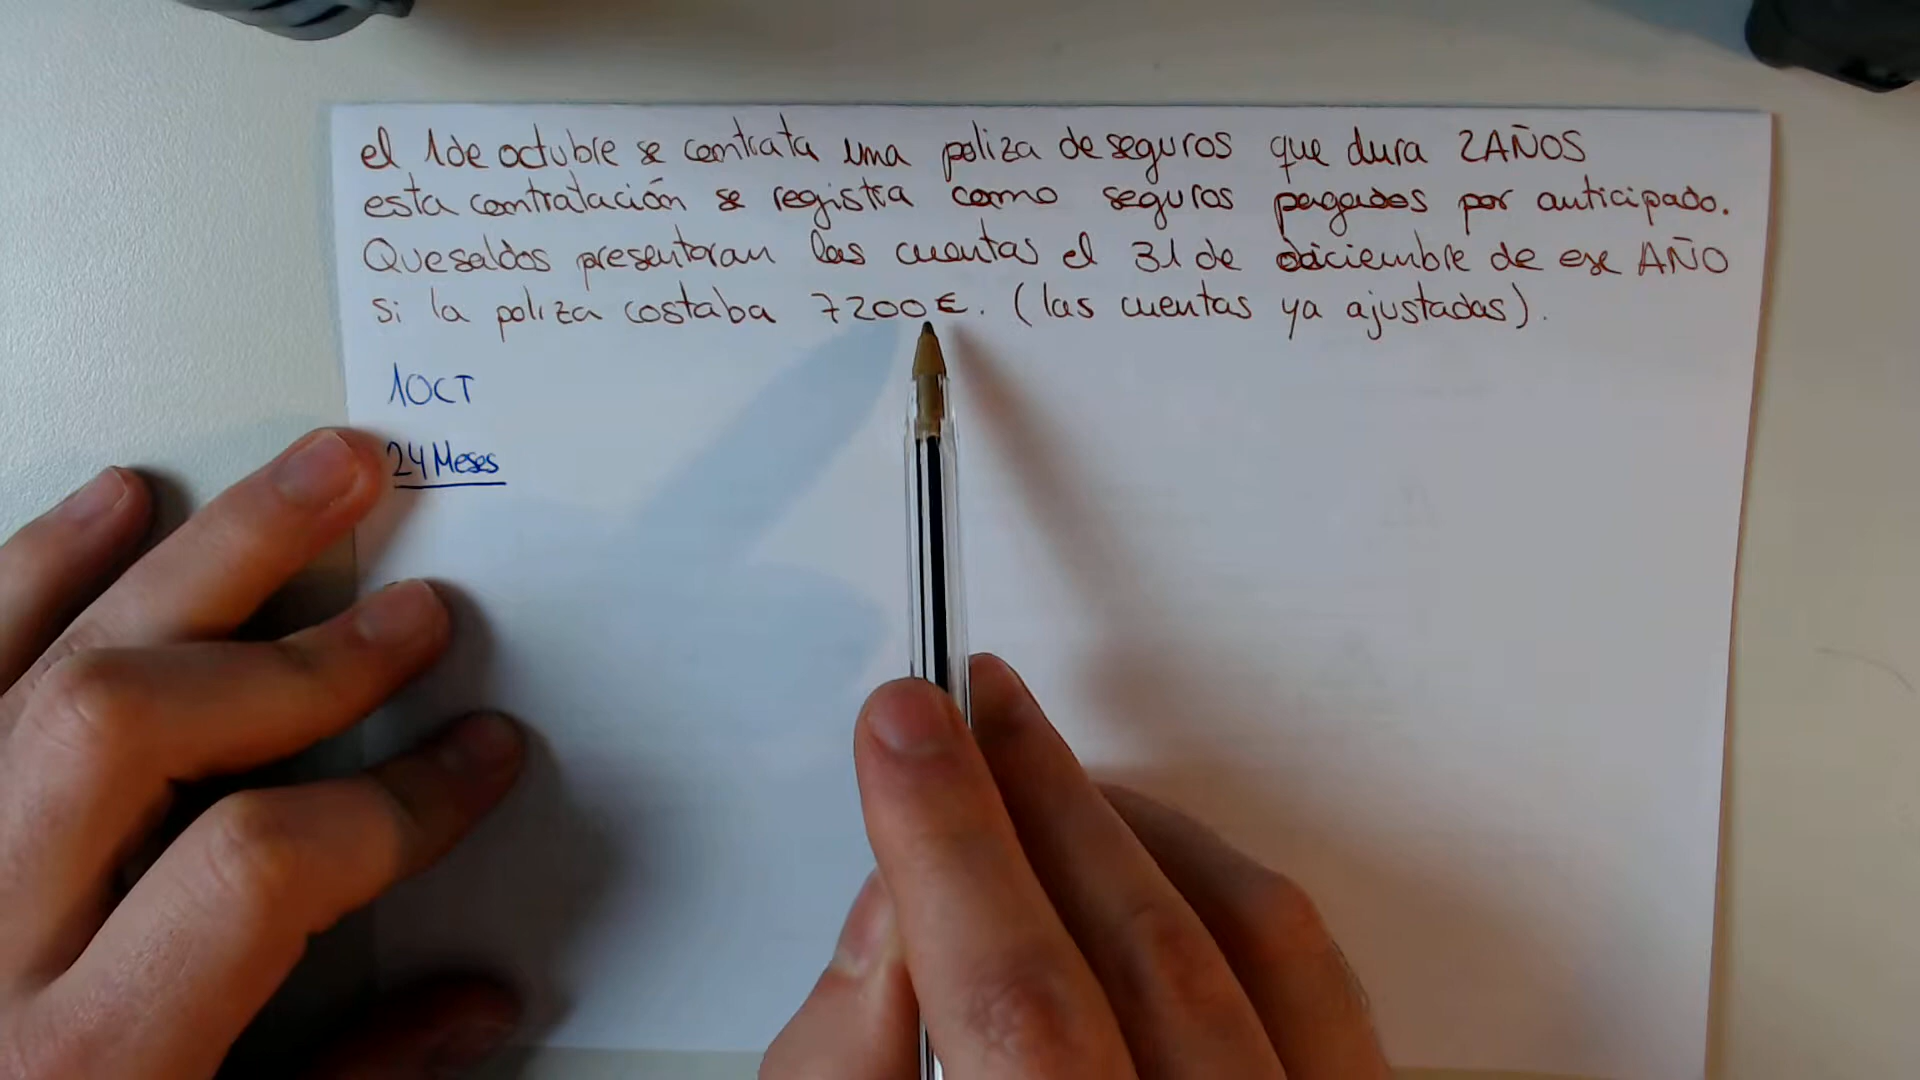 el 1 de octubre se contrata una poliza de seguros que dura 2 AÑOS
esta contratación se registra como seguros pagados por anticipado.
Que saldos presentaran las cuentas el 31 de diciembre de ese AÑO
si la poliza costaba 7200€. (las cuentas ya ajustadas).
1 OCT
24 Meses